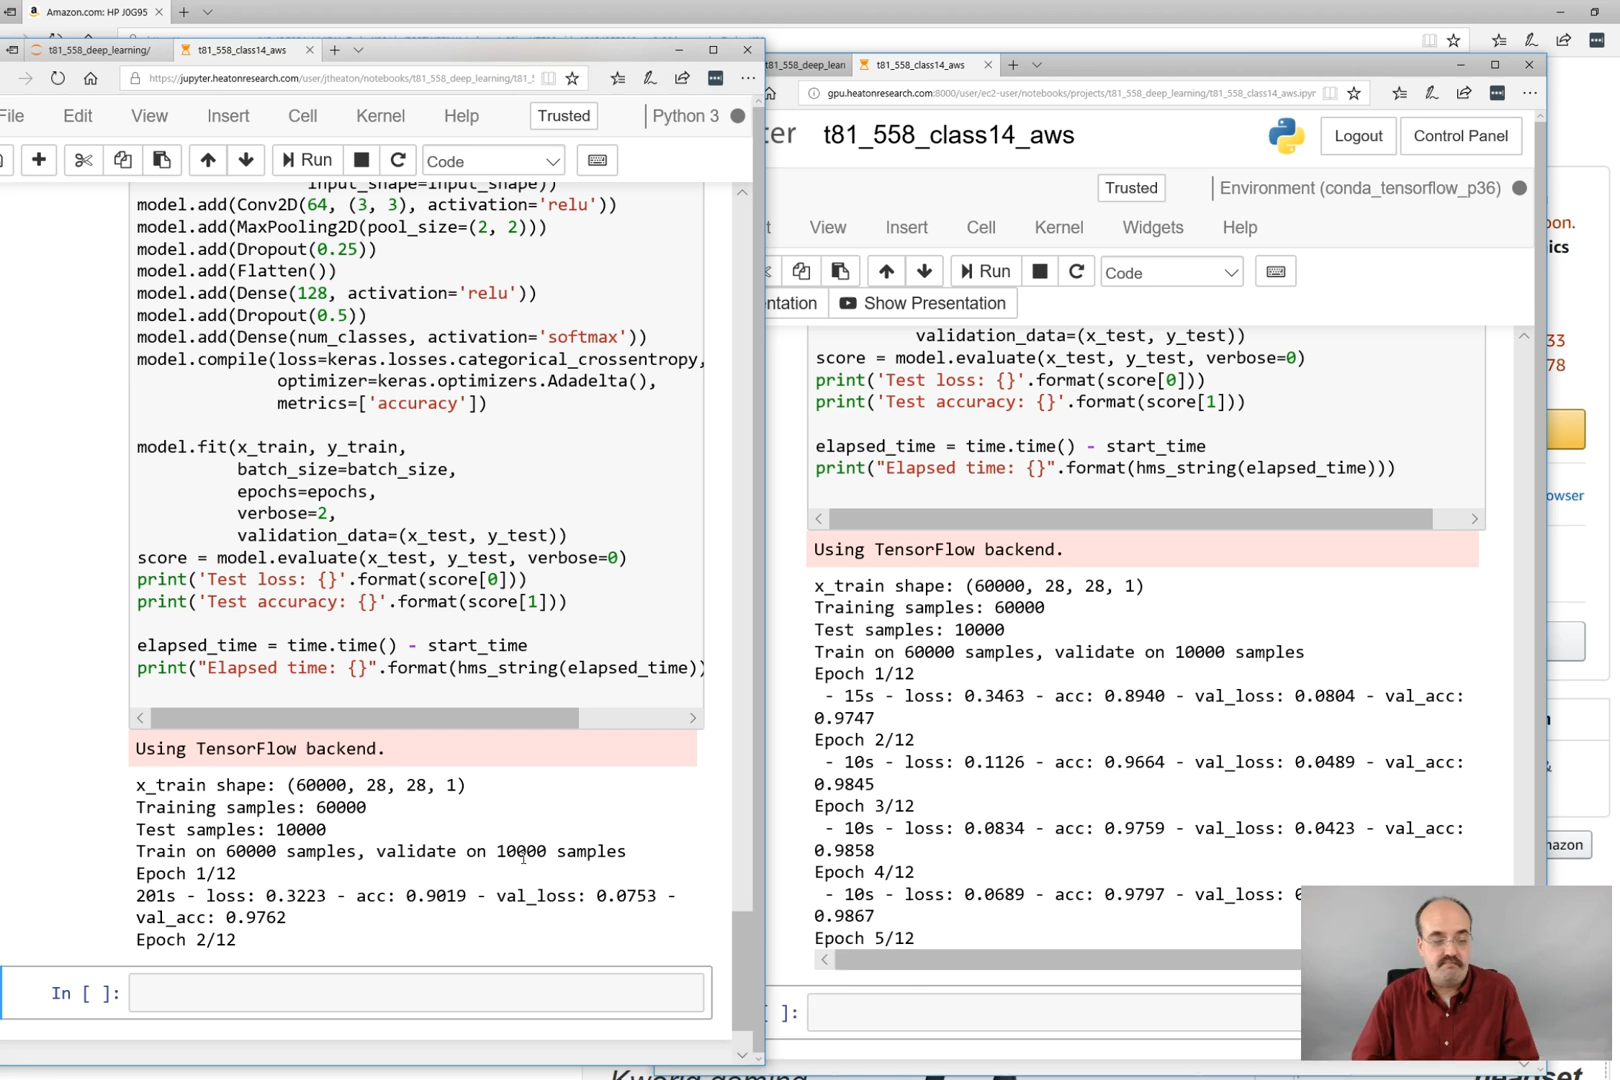 Amazon.com: HP J0G95
t81_558_deep_learning/
t81_558_class14_aws
https://jupyter.heatonresearch.com/user/jtheaton/notebooks/t81_558_deep_learning/t81_
File Edit View Insert Cell Kernel Help
Trusted
Python 3
Run
Code
input_shape=input_shape))
model.add(Conv2D(64, (3, 3), activation='relu'))
model.add(MaxPooling2D(pool_size=(2, 2)))
model.add(Dropout(0.25))
model.add(Flatten())
model.add(Dense(128, activation='relu'))
model.add(Dropout(0.5))
model.add(Dense(num_classes, activation='softmax'))
model.compile(loss=keras.losses.categorical_crossentropy,
optimizer=keras.optimizers.Adadelta(),
metrics=['accuracy'])
model.fit(x_train, y_train,
batch_size=batch_size,
epochs=epochs,
verbose=2,
validation_data=(x_test, y_test))
score = model.evaluate(x_test, y_test, verbose=0)
print('Test loss: {}'.format(score[0]))
print('Test accuracy: {}'.format(score[1]))
elapsed_time = time.time() - start_time
print("Elapsed time: {}".format(hms_string(elapsed_time))
Using TensorFlow backend.
x_train shape: (60000, 28, 28, 1)
Training samples: 60000
Test samples: 10000
Train on 60000 samples, validate on 10000 samples
Epoch 1/12
201s - loss: 0.3223 - acc: 0.9019 - val_loss: 0.0753 -
val_acc: 0.9762
Epoch 2/12
In [ ]:
t81_558_deep_learn
t81_558_class14_aws
gpu.heatonresearch.com:8000/user/ec2-user/notebooks/projects/t81_558_deep_learning/t81_558_class14_aws.ipyr
ter t81_558_class14_aws
Logout
Control Panel
Trusted
Environment (conda_tensorflow_p36)
t View Insert Cell Kernel Widgets Help
Run
Code
entation
Show Presentation
validation_data=(x_test, y_test))
score = model.evaluate(x_test, y_test, verbose=0)
print('Test loss: {}'.format(score[0]))
print('Test accuracy: {}'.format(score[1]))
elapsed_time = time.time() - start_time
print("Elapsed time: {}".format(hms_string(elapsed_time)))
Using TensorFlow backend.
x_train shape: (60000, 28, 28, 1)
Training samples: 60000
Test samples: 10000
Train on 60000 samples, validate on 10000 samples
Epoch 1/12
- 15s - loss: 0.3463 - acc: 0.8940 - val_loss: 0.0804 - val_acc:
0.9747
Epoch 2/12
- 10s - loss: 0.1126 - acc: 0.9664 - val_loss: 0.0489 - val_acc:
0.9845
Epoch 3/12
- 10s - loss: 0.0834 - acc: 0.9759 - val_loss: 0.0423 - val_acc:
0.9858
Epoch 4/12
- 10s - loss: 0.0689 - acc: 0.9797 - val_loss: 0
0.9867
Epoch 5/12
[ ]:
oon.
ics
33
78
owser
n
&
mazon
Kworld gaming
headset